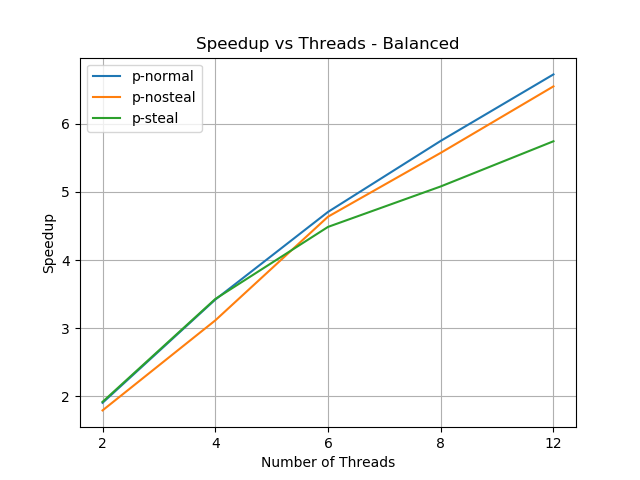 Speedup vs Threads - Balanced
p-normal
p-nosteal
p-steal
Speedup
6
5
4
3
2
2 4 6 8 12
Number of Threads